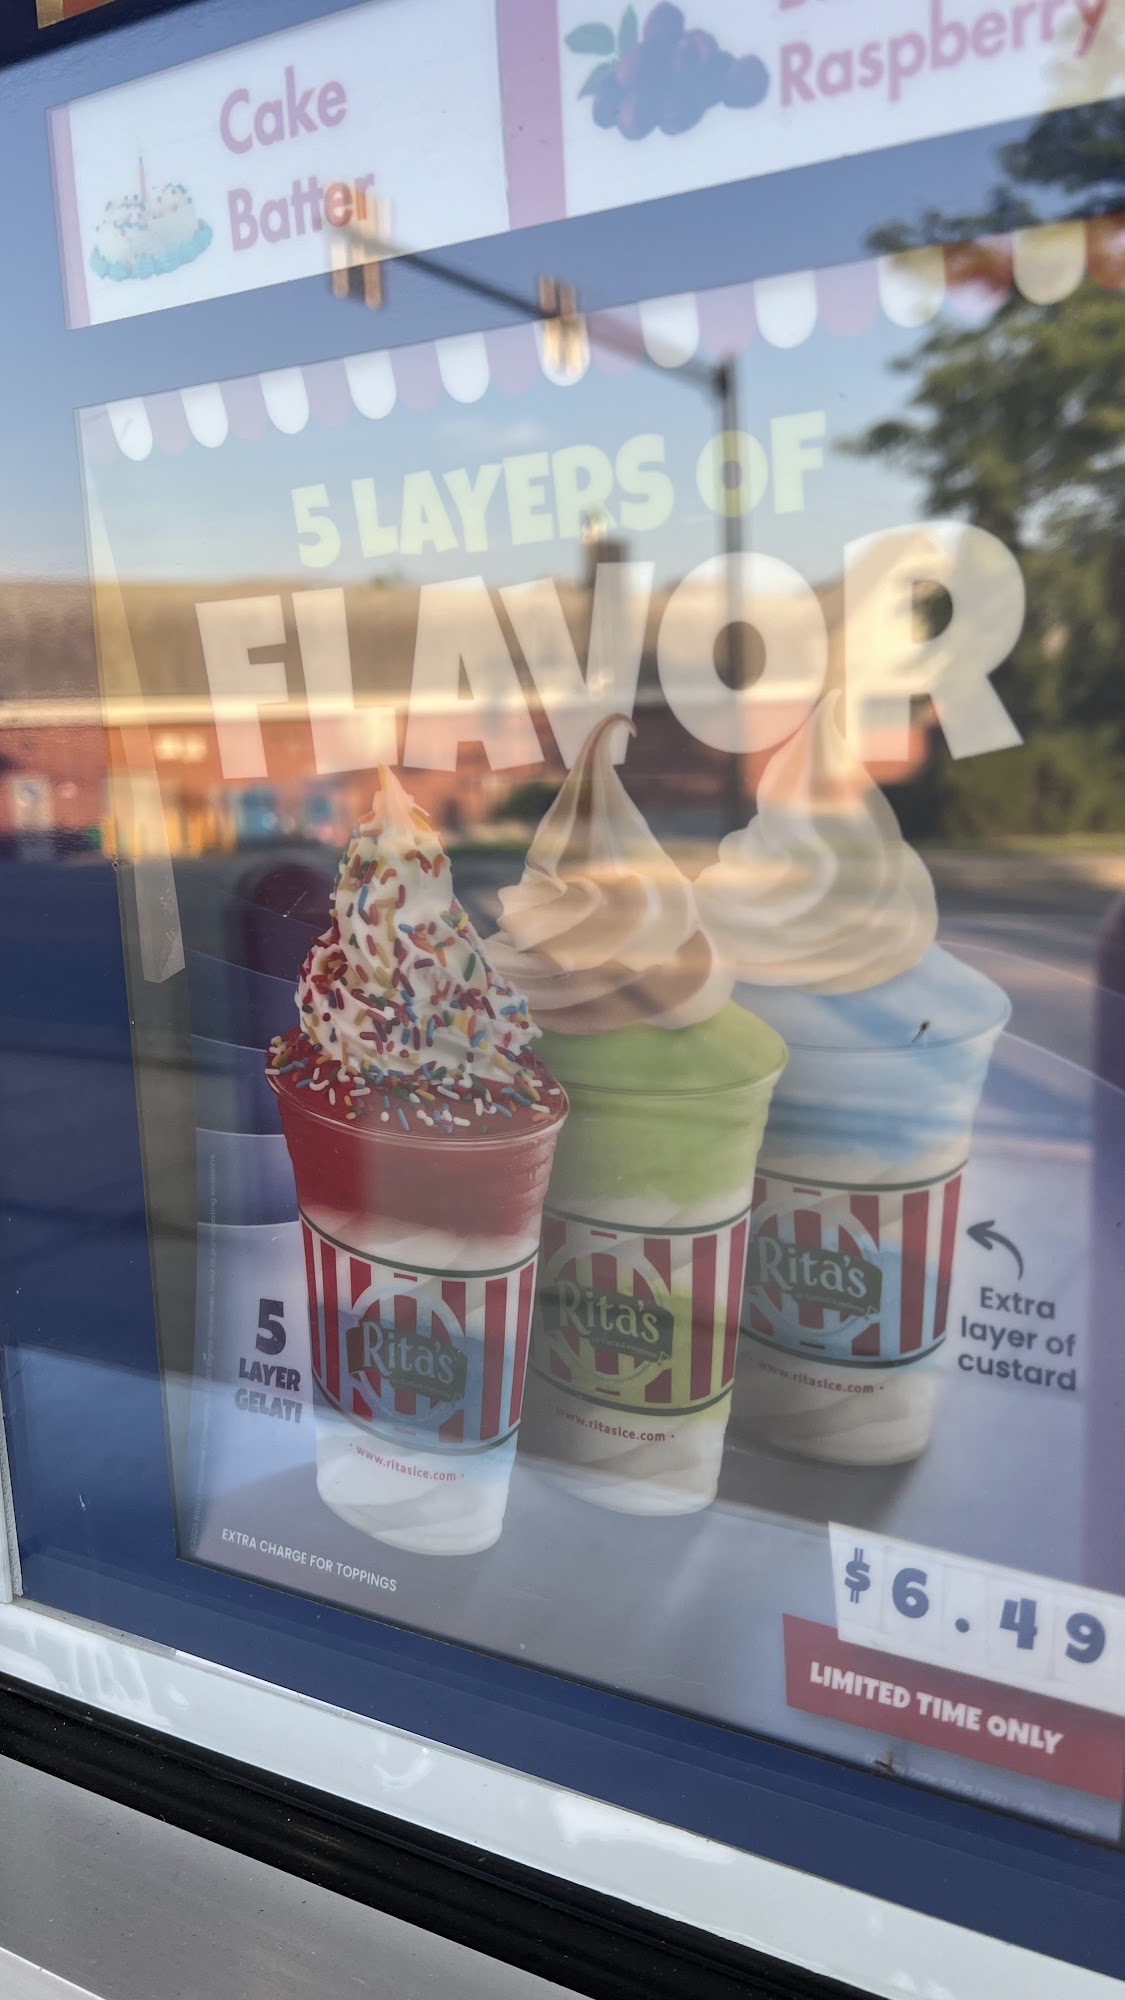 Cake
Batter
Raspberry
5 LAYERS OF
FLAVOR
Rita's
www.ritasice.com
Rita's
www.ritasice.com
Rita's
www.ritasice.com
Extra
layer of
custard
5
LAYER
GELATI
EXTRA CHARGE FOR TOPPINGS
$6.49
LIMITED TIME ONLY